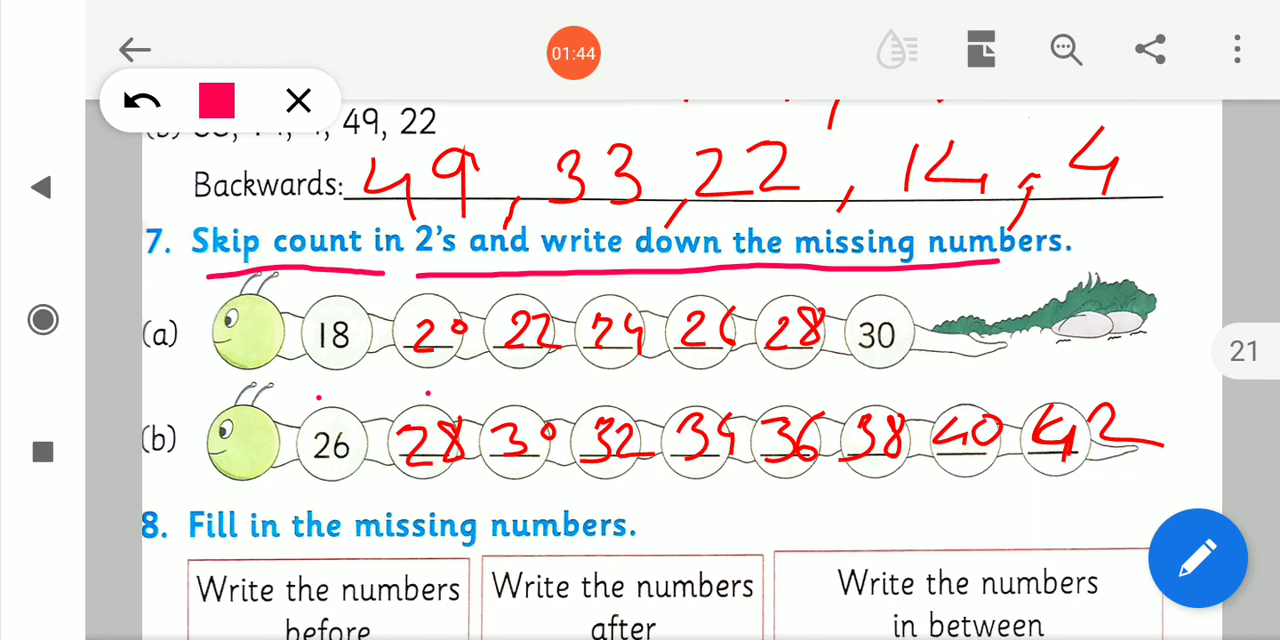 01:44
49, 22
Backwards: 49, 33, 22, 14, 4
7. Skip count in 2's and write down the missing numbers.
(a) 18 20 22 24 26 28 30
21
(b) 26 28 30 32 34 36 38 40 42
8. Fill in the missing numbers.
Write the numbers before
Write the numbers after
Write the numbers in between